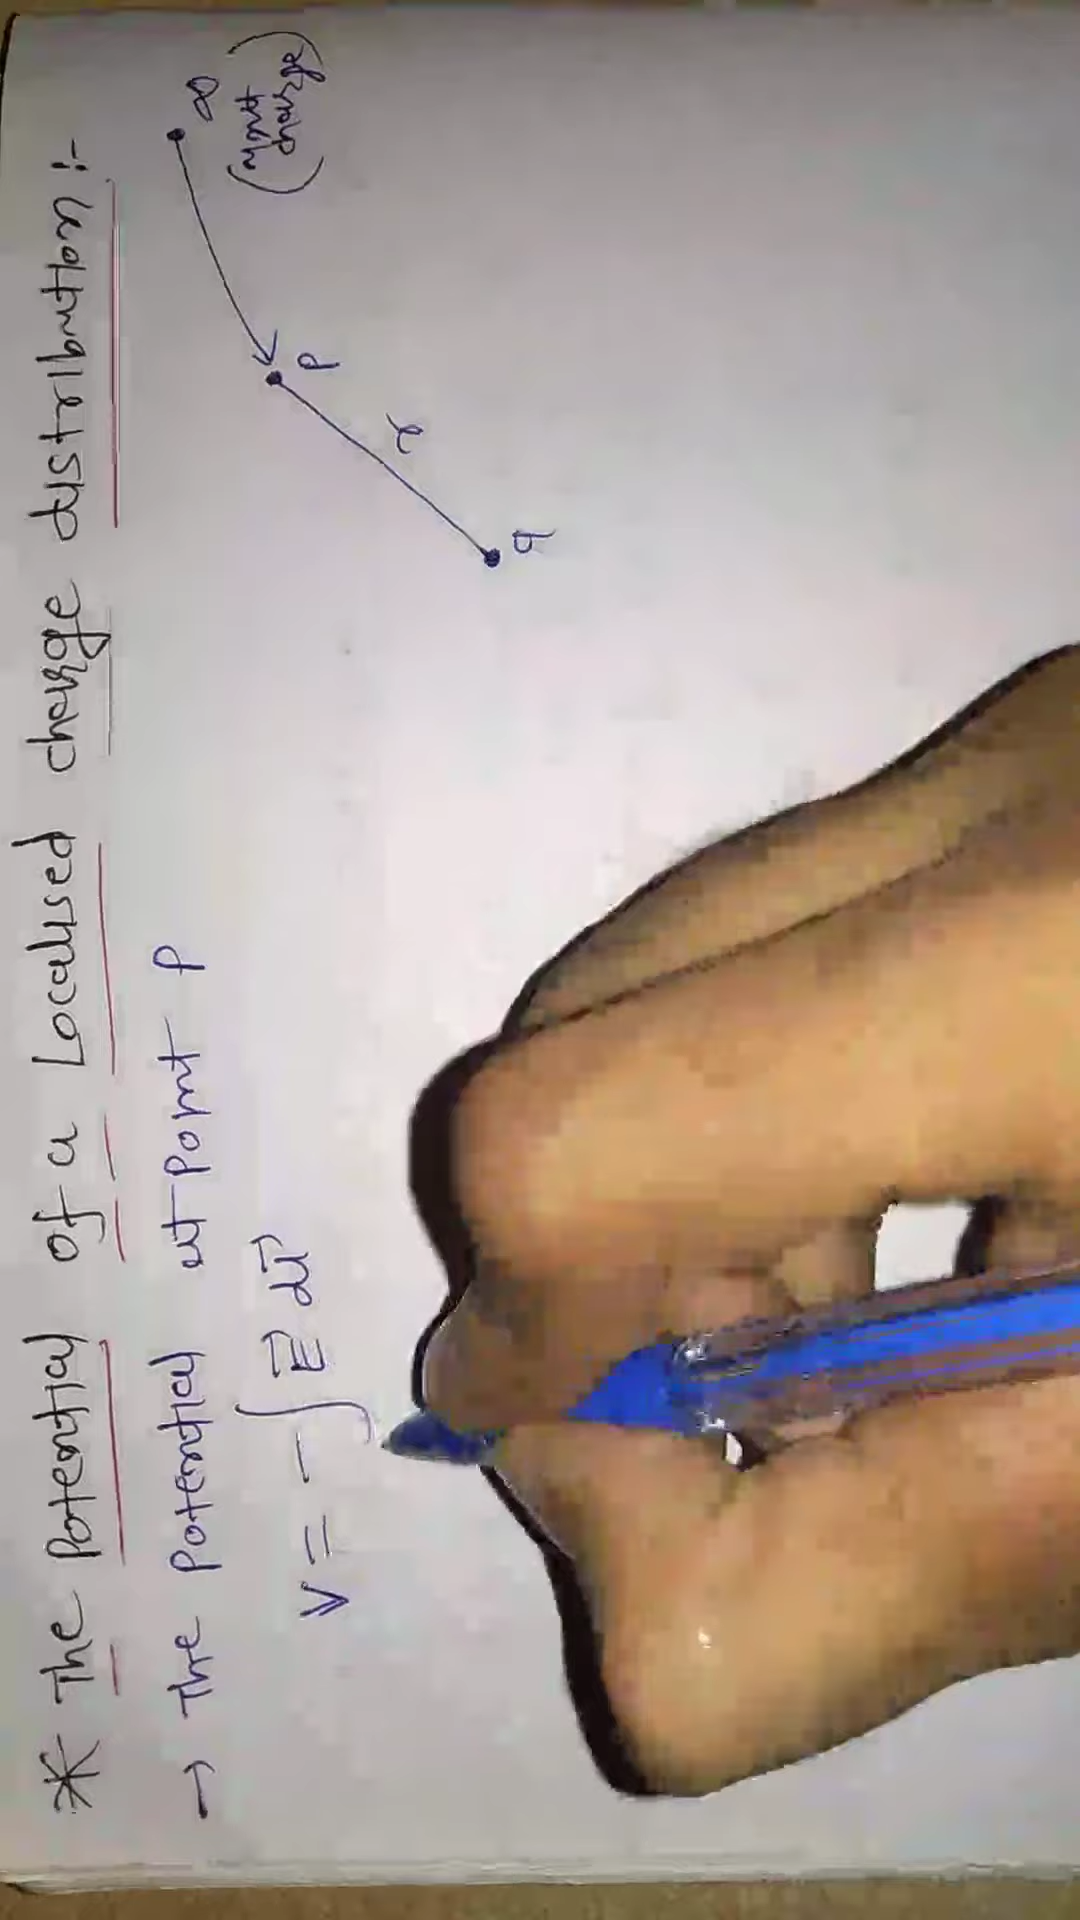 * The Potential of a Localised charge distribution :-
→ The Potential at Point P
V = - ∫ E⃗ dl⃗
∞
(unit
charge)
P
r
q